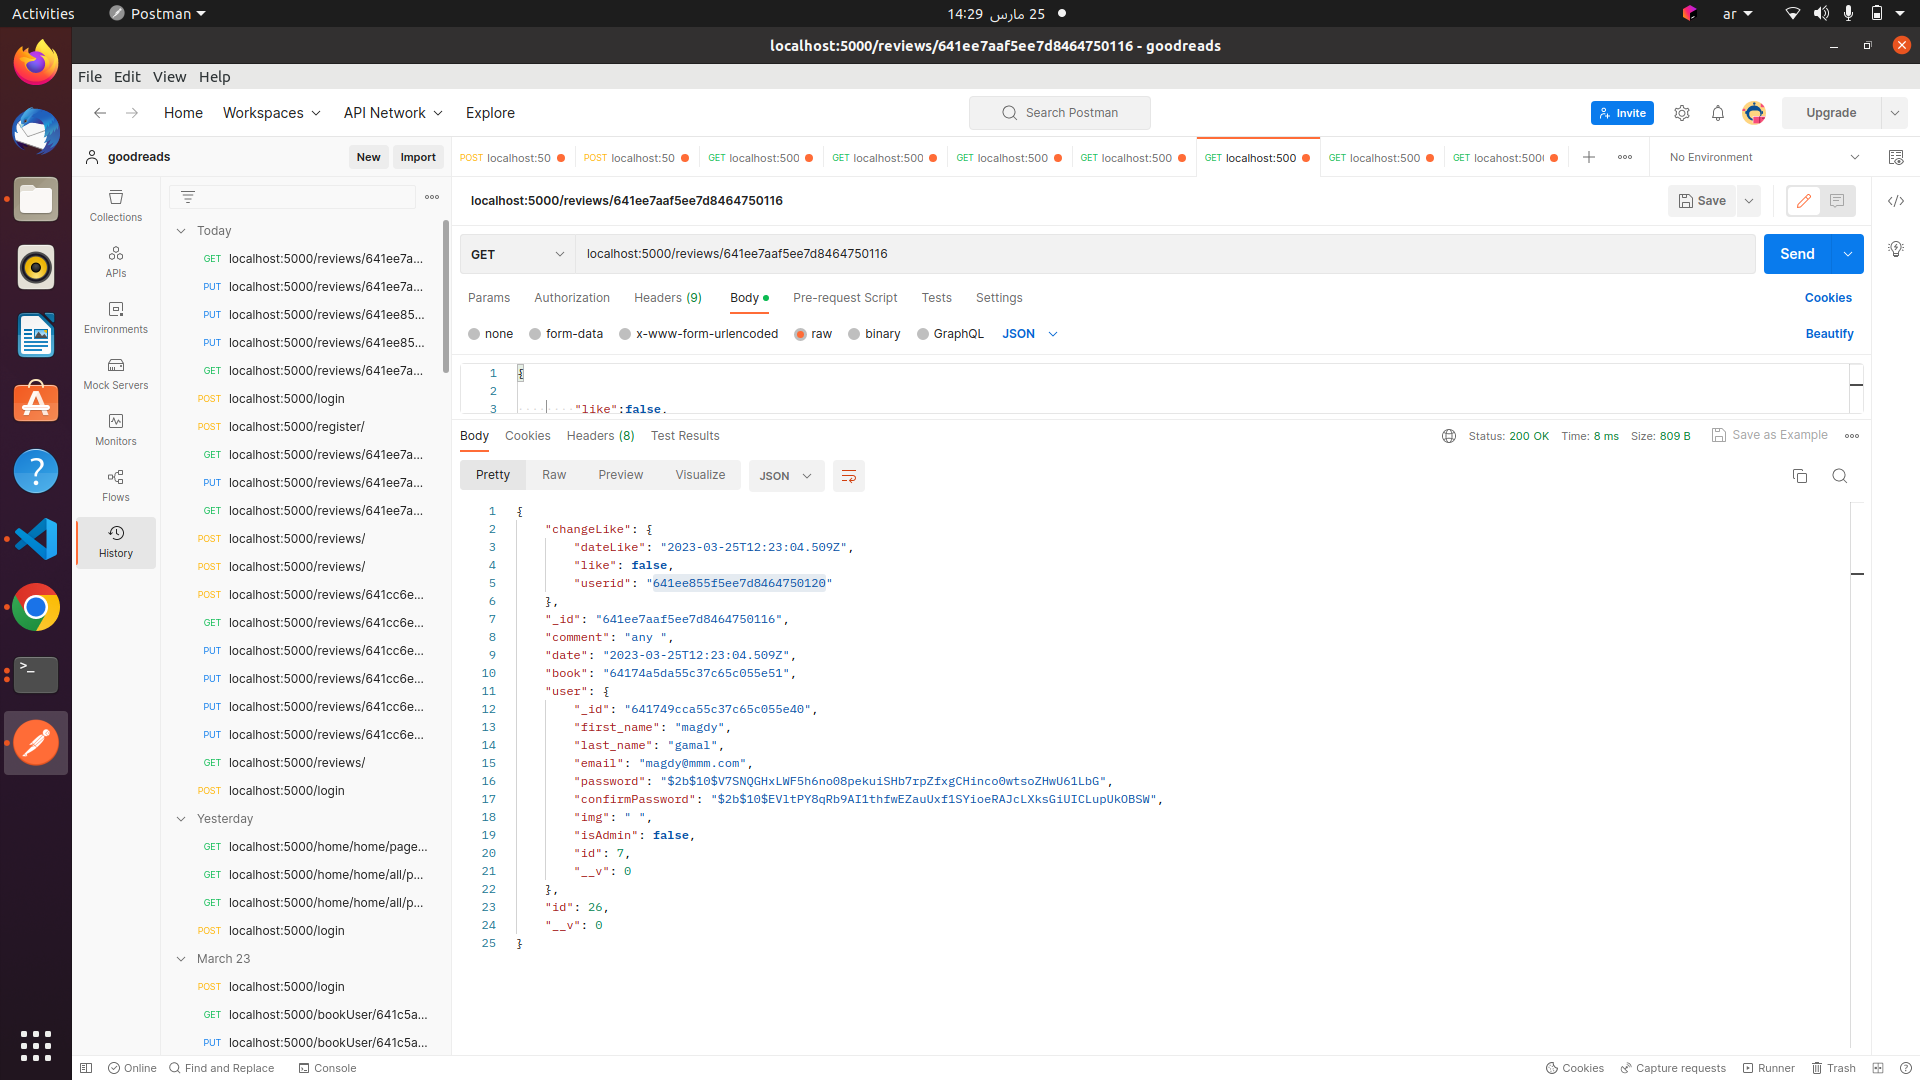 Activities
Postman
14:29 25 مارس
ar
localhost:5000/reviews/641ee7aaf5ee7d8464750116 - goodreads
File Edit View Help
Home Workspaces API Network Explore
Search Postman
Invite
Upgrade
goodreads
New Import
POST localhost:50
POST localhost:50
GET localhost:500
GET localhost:500
GET localhost:500
GET localhost:500
GET localhost:500
GET localhost:500
GET localhost:500
No Environment
Collections
APIs
Environments
Mock Servers
Monitors
Flows
History
Today
GET localhost:5000/reviews/641ee7a...
PUT localhost:5000/reviews/641ee7a...
PUT localhost:5000/reviews/641ee85...
PUT localhost:5000/reviews/641ee85...
GET localhost:5000/reviews/641ee7a...
POST localhost:5000/login
POST localhost:5000/register/
GET localhost:5000/reviews/641ee7a...
PUT localhost:5000/reviews/641ee7a...
GET localhost:5000/reviews/641ee7a...
POST localhost:5000/reviews/
POST localhost:5000/reviews/
POST localhost:5000/reviews/641cc6e...
GET localhost:5000/reviews/641cc6e...
PUT localhost:5000/reviews/641cc6e...
PUT localhost:5000/reviews/641cc6e...
PUT localhost:5000/reviews/641cc6e...
PUT localhost:5000/reviews/641cc6e...
GET localhost:5000/reviews/
POST localhost:5000/login
Yesterday
GET localhost:5000/home/home/page...
GET localhost:5000/home/home/all/p...
GET localhost:5000/home/home/all/p...
POST localhost:5000/login
March 23
POST localhost:5000/login
GET localhost:5000/bookUser/641c5a...
PUT localhost:5000/bookUser/641c5a...
localhost:5000/reviews/641ee7aaf5ee7d8464750116
Save
GET localhost:5000/reviews/641ee7aaf5ee7d8464750116
Send
Params Authorization Headers (9) Body Pre-request Script Tests Settings
Cookies
none form-data x-www-form-urlencoded raw binary GraphQL JSON
Beautify
1 {
2
3 "like":false,
Body Cookies Headers (8) Test Results
Status: 200 OK Time: 8 ms Size: 809 B
Save as Example
Pretty Raw Preview Visualize JSON
1 {
2 "changeLike": {
3 "dateLike": "2023-03-25T12:23:04.509Z",
4 "like": false,
5 "userid": "641ee855f5ee7d8464750120"
6 },
7 "_id": "641ee7aaf5ee7d8464750116",
8 "comment": "any ",
9 "date": "2023-03-25T12:23:04.509Z",
10 "book": "64174a5da55c37c65c055e51",
11 "user": {
12 "_id": "641749cca55c37c65c055e40",
13 "first_name": "magdy",
14 "last_name": "gamal",
15 "email": "magdy@mmm.com",
16 "password": "$2b$10$V7SNQGHxLWF5h6no08pekuiSHb7rpZfxgCHinco0wtsoZHwU61LbG",
17 "confirmPassword": "$2b$10$EVltPY8qRb9AI1thfwEZauUxf1SYioeRAJcLXksGiUICLupUkOBSW",
18 "img": " ",
19 "isAdmin": false,
20 "id": 7,
21 "__v": 0
22 },
23 "id": 26,
24 "__v": 0
25 }
Online Find and Replace Console
Cookies Capture requests Runner Trash